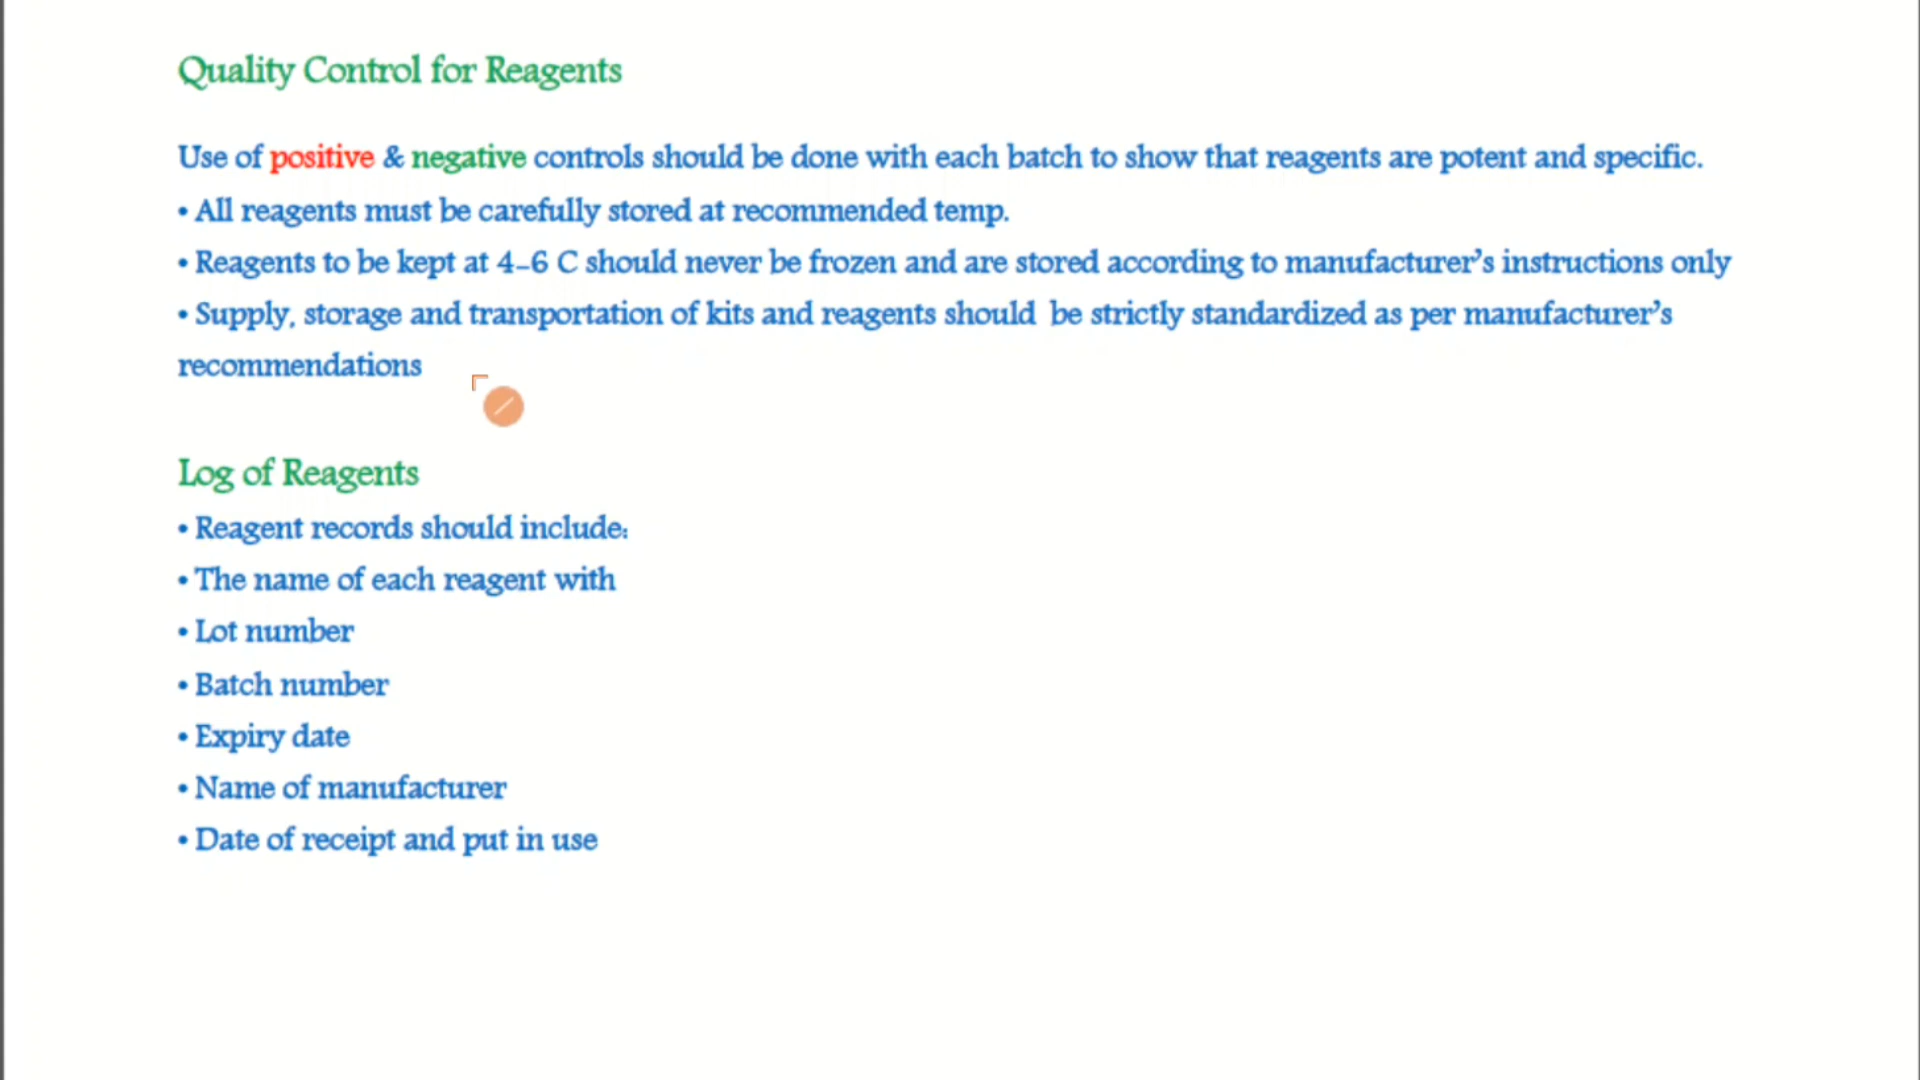 Quality Control for Reagents
Use of positive & negative controls should be done with each batch to show that reagents are potent and specific.
• All reagents must be carefully stored at recommended temp.
• Reagents to be kept at 4-6 C should never be frozen and are stored according to manufacturer's instructions only
• Supply, storage and transportation of kits and reagents should be strictly standardized as per manufacturer's
recommendations
Log of Reagents
• Reagent records should include:
• The name of each reagent with
• Lot number
• Batch number
• Expiry date
• Name of manufacturer
• Date of receipt and put in use